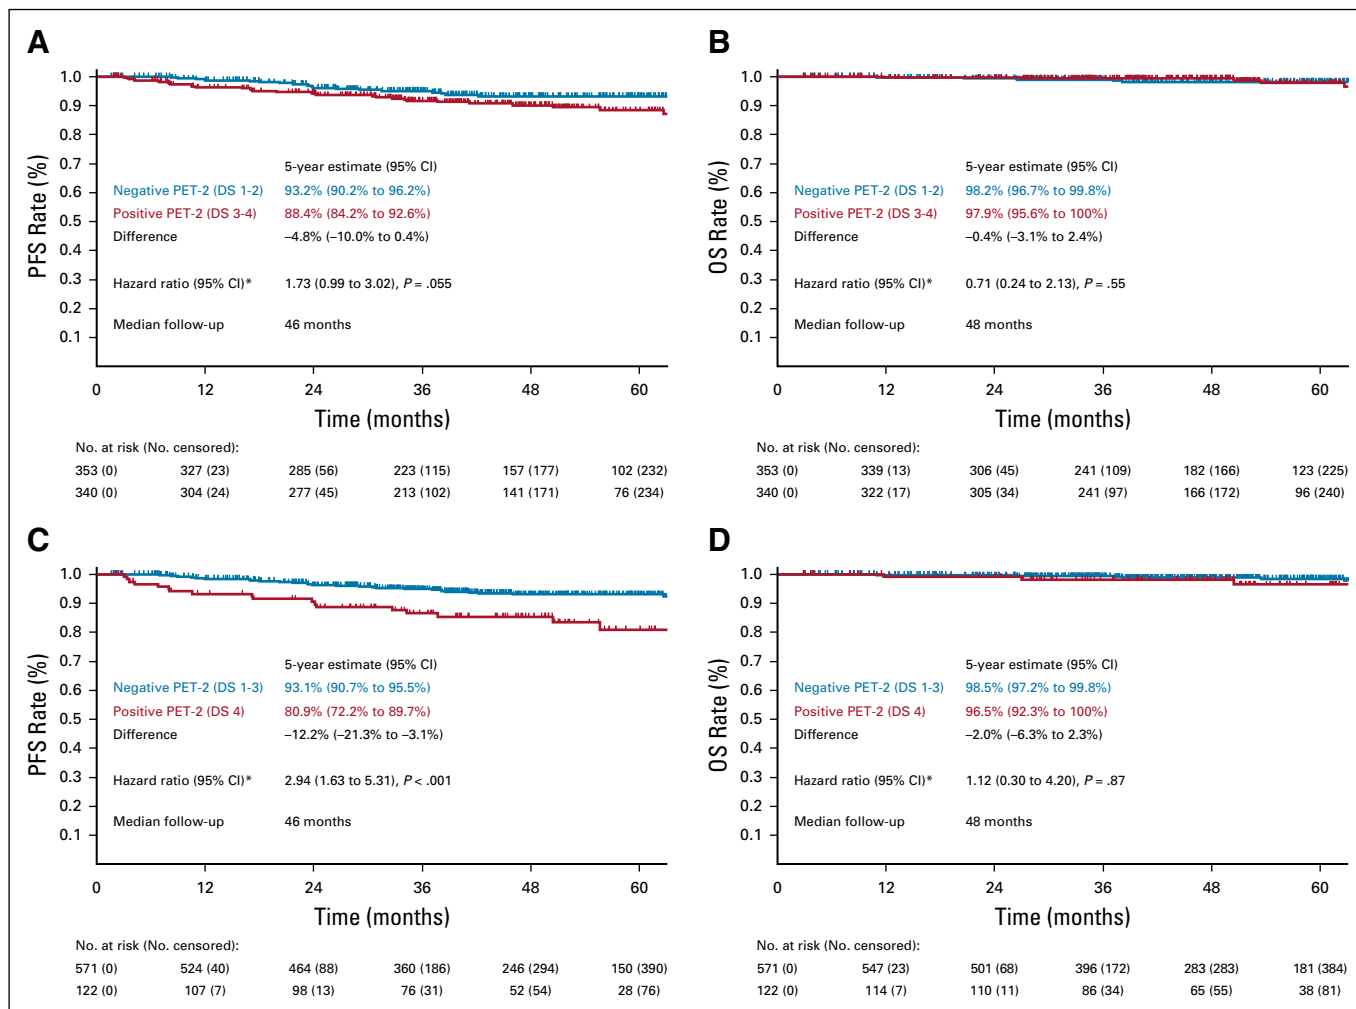 A
PFS Rate (%)
1.0
0.9
0.8
0.7
0.6
0.5
0.4
0.3
0.2
0.1
5-year estimate (95% CI)
Negative PET-2 (DS 1-2) 93.2% (90.2% to 96.2%)
Positive PET-2 (DS 3-4) 88.4% (84.2% to 92.6%)
Difference –4.8% (–10.0% to 0.4%)
Hazard ratio (95% CI)* 1.73 (0.99 to 3.02), P = .055
Median follow-up 46 months
0 12 24 36 48 60
Time (months)
No. at risk (No. censored):
353 (0) 327 (23) 285 (56) 223 (115) 157 (177) 102 (232)
340 (0) 304 (24) 277 (45) 213 (102) 141 (171) 76 (234)
B
OS Rate (%)
1.0
0.9
0.8
0.7
0.6
0.5
0.4
0.3
0.2
0.1
5-year estimate (95% CI)
Negative PET-2 (DS 1-2) 98.2% (96.7% to 99.8%)
Positive PET-2 (DS 3-4) 97.9% (95.6% to 100%)
Difference –0.4% (–3.1% to 2.4%)
Hazard ratio (95% CI)* 0.71 (0.24 to 2.13), P = .55
Median follow-up 48 months
0 12 24 36 48 60
Time (months)
No. at risk (No. censored):
353 (0) 339 (13) 306 (45) 241 (109) 182 (166) 123 (225)
340 (0) 322 (17) 305 (34) 241 (97) 166 (172) 96 (240)
C
PFS Rate (%)
1.0
0.9
0.8
0.7
0.6
0.5
0.4
0.3
0.2
0.1
5-year estimate (95% CI)
Negative PET-2 (DS 1-3) 93.1% (90.7% to 95.5%)
Positive PET-2 (DS 4) 80.9% (72.2% to 89.7%)
Difference –12.2% (–21.3% to –3.1%)
Hazard ratio (95% CI)* 2.94 (1.63 to 5.31), P < .001
Median follow-up 46 months
0 12 24 36 48 60
Time (months)
No. at risk (No. censored):
571 (0) 524 (40) 464 (88) 360 (186) 246 (294) 150 (390)
122 (0) 107 (7) 98 (13) 76 (31) 52 (54) 28 (76)
D
OS Rate (%)
1.0
0.9
0.8
0.7
0.6
0.5
0.4
0.3
0.2
0.1
5-year estimate (95% CI)
Negative PET-2 (DS 1-3) 98.5% (97.2% to 99.8%)
Positive PET-2 (DS 4) 96.5% (92.3% to 100%)
Difference –2.0% (–6.3% to 2.3%)
Hazard ratio (95% CI)* 1.12 (0.30 to 4.20), P = .87
Median follow-up 48 months
0 12 24 36 48 60
Time (months)
No. at risk (No. censored):
571 (0) 547 (23) 501 (68) 396 (172) 283 (283) 181 (384)
122 (0) 114 (7) 110 (11) 86 (34) 65 (55) 38 (81)